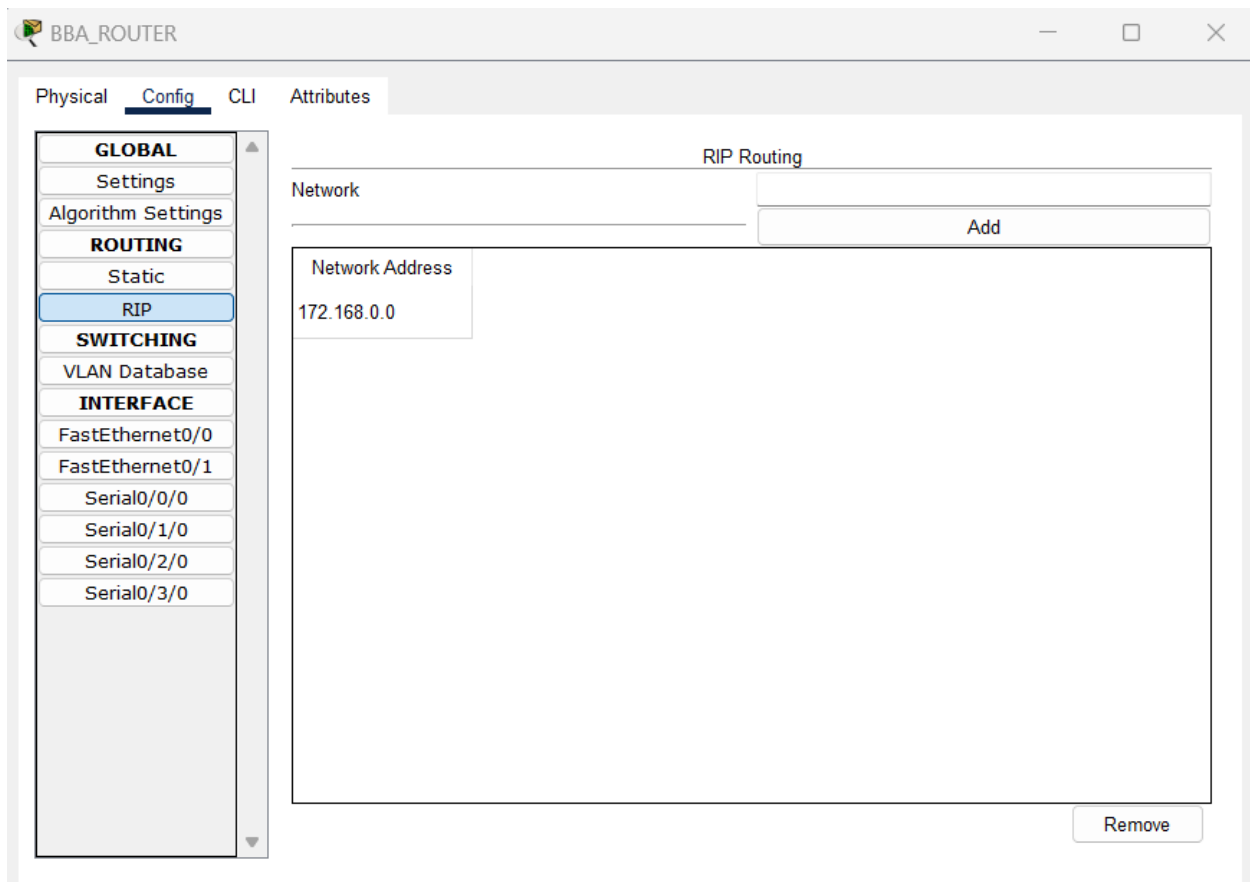 BBA_ROUTER
Physical Config CLI Attributes
GLOBAL
Settings
Algorithm Settings
ROUTING
Static
RIP
SWITCHING
VLAN Database
INTERFACE
FastEthernet0/0
FastEthernet0/1
Serial0/0/0
Serial0/1/0
Serial0/2/0
Serial0/3/0
RIP Routing
Network
Add
Network Address
172.168.0.0
Remove